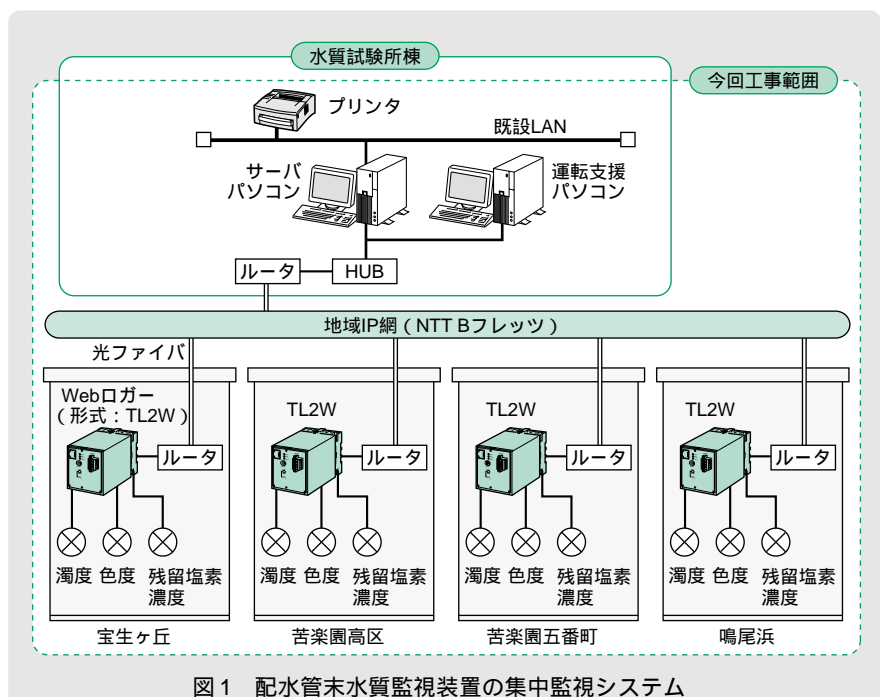 水質試験所棟
今回工事範囲
プリンタ
既設LAN
サーバ
パソコン
運転支援
パソコン
ルータ
HUB
地域IP網(NTT Bフレッツ)
光ファイバ
Webロガー
(形式:TL2W)
ルータ
濁度 色度 残留塩素
濃度
宝生ヶ丘
TL2W
ルータ
濁度 色度 残留塩素
濃度
苦楽園高区
TL2W
ルータ
濁度 色度 残留塩素
濃度
苦楽園五番町
TL2W
ルータ
濁度 色度 残留塩素
濃度
鳴尾浜
図1 配水管末水質監視装置の集中監視システム